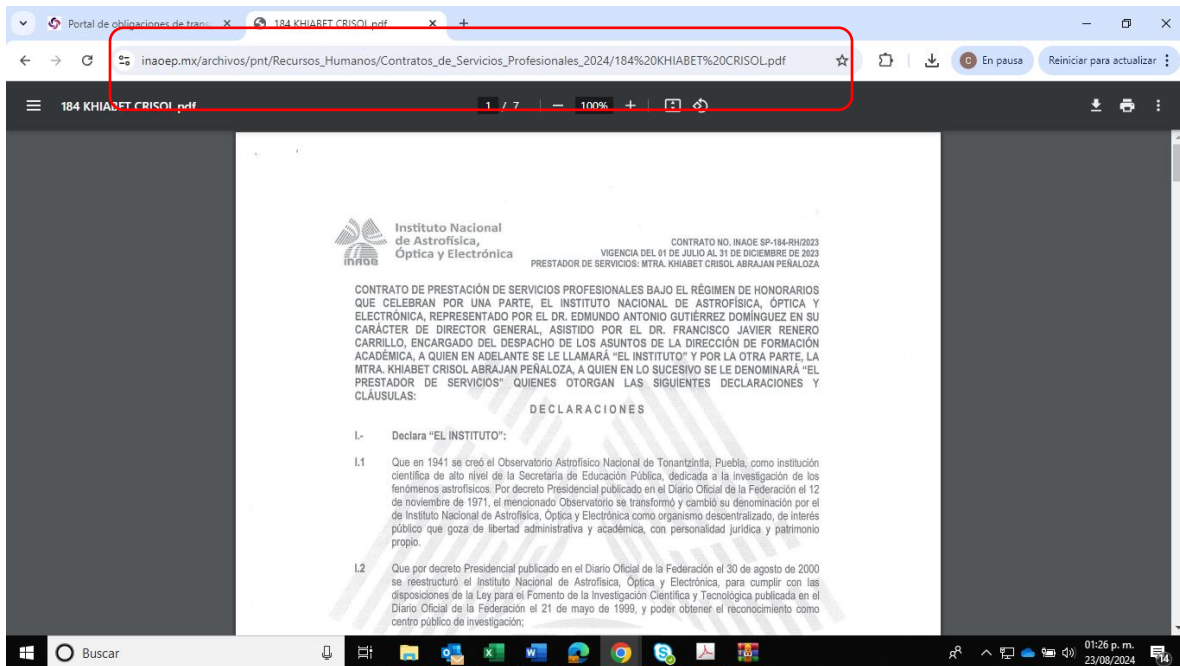 Portal de obligaciones de trans
184 KHIABET CRISOL.pdf
inaoep.mx/archivos/pnt/Recursos_Humanos/Contratos_de_Servicios_Profesionales_2024/184%20KHIABET%20CRISOL.pdf
En pausa
Reiniciar para actualizar
184 KHIABET CRISOL.pdf
1 / 7
100%
Instituto Nacional
de Astrofísica,
Óptica y Electrónica
INAOE
CONTRATO NO. INAOE SP-184-RH/2023
VIGENCIA DEL 01 DE JULIO AL 31 DE DICIEMBRE DE 2023
PRESTADOR DE SERVICIOS: MTRA. KHIABET CRISOL ABRAJAN PEÑALOZA
CONTRATO DE PRESTACIÓN DE SERVICIOS PROFESIONALES BAJO EL RÉGIMEN DE HONORARIOS
QUE CELEBRAN POR UNA PARTE, EL INSTITUTO NACIONAL DE ASTROFÍSICA, ÓPTICA Y
ELECTRÓNICA, REPRESENTADO POR EL DR. EDMUNDO ANTONIO GUTIÉRREZ DOMÍNGUEZ EN SU
CARÁCTER DE DIRECTOR GENERAL, ASISTIDO POR EL DR. FRANCISCO JAVIER RENERO
CARRILLO, ENCARGADO DEL DESPACHO DE LOS ASUNTOS DE LA DIRECCIÓN DE FORMACIÓN
ACADÉMICA, A QUIEN EN ADELANTE SE LE LLAMARÁ “EL INSTITUTO” Y POR LA OTRA PARTE, LA
MTRA. KHIABET CRISOL ABRAJAN PEÑALOZA, A QUIEN EN LO SUCESIVO SE LE DENOMINARÁ “EL
PRESTADOR DE SERVICIOS” QUIENES OTORGAN LAS SIGUIENTES DECLARACIONES Y
CLÁUSULAS:
DECLARACIONES
I.- Declara “EL INSTITUTO”:
I.1 Que en 1941 se creó el Observatorio Astrofísico Nacional de Tonantzintla, Puebla, como institución
científica de alto nivel de la Secretaria de Educación Pública, dedicada a la investigación de los
fenómenos astrofísicos. Por decreto Presidencial publicado en el Diario Oficial de la Federación el 12
de noviembre de 1971, el mencionado Observatorio se transformó y cambió su denominación por el
de Instituto Nacional de Astrofísica, Óptica y Electrónica como organismo descentralizado, de interés
público que goza de libertad administrativa y académica, con personalidad jurídica y patrimonio
propio.
I.2 Que por decreto Presidencial publicado en el Diario Oficial de la Federación el 30 de agosto de 2000
se reestructuró el Instituto Nacional de Astrofísica, Óptica y Electrónica, para cumplir con las
disposiciones de la Ley para el Fomento de la Investigación Científica y Tecnológica publicada en el
Diario Oficial de la Federación el 21 de mayo de 1999, y poder obtener el reconocimiento como
centro público de investigación;
Buscar
01:26 p. m.
23/08/2024